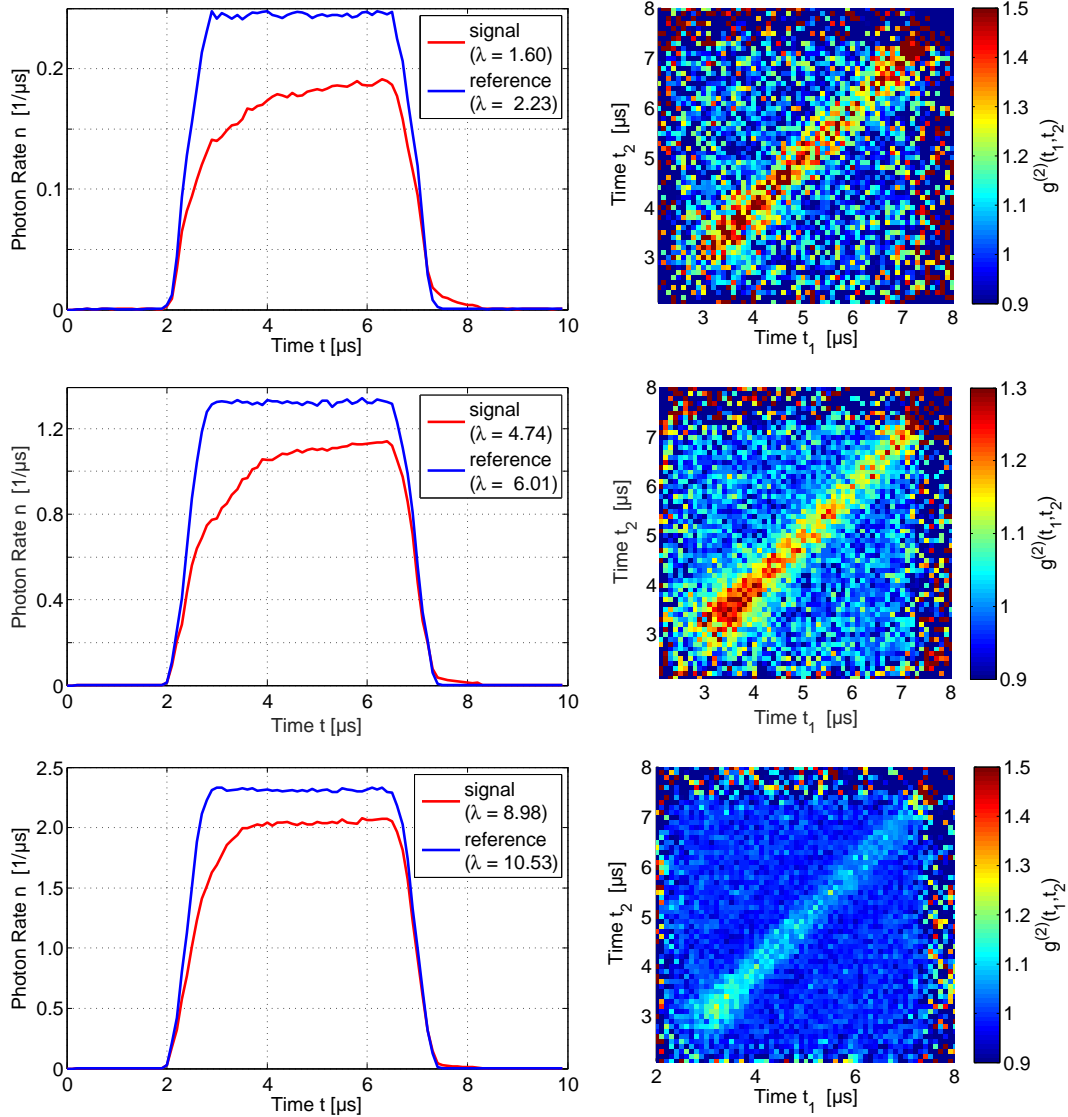 0.2
0.1
0
0 2 4 6 8 10
Photon Rate n [1/µs]
Time t [µs]
signal
(λ = 1.60)
reference
(λ = 2.23)
8
7
6
5
4
3
3 4 5 6 7 8
Time t2 [µs]
Time t1 [µs]
1.5
1.4
1.3
1.2
1.1
1
0.9
g(2)(t1,t2)
1.2
0.8
0.4
0
0 2 4 6 8 10
Photon Rate n [1/µs]
Time t [µs]
signal
(λ = 4.74)
reference
(λ = 6.01)
8
7
6
5
4
3
3 4 5 6 7 8
Time t2 [µs]
Time t1 [µs]
1.3
1.2
1.1
1
0.9
g(2)(t1,t2)
2.5
2.0
1.5
1.0
0.5
0
0 2 4 6 8 10
Photon Rate n [1/µs]
Time t [µs]
signal
(λ = 8.98)
reference
(λ = 10.53)
8
7
6
5
4
3
2 4 6 8
Time t2 [µs]
Time t1 [µs]
1.5
1.4
1.3
1.2
1.1
1
0.9
g(2)(t1,t2)